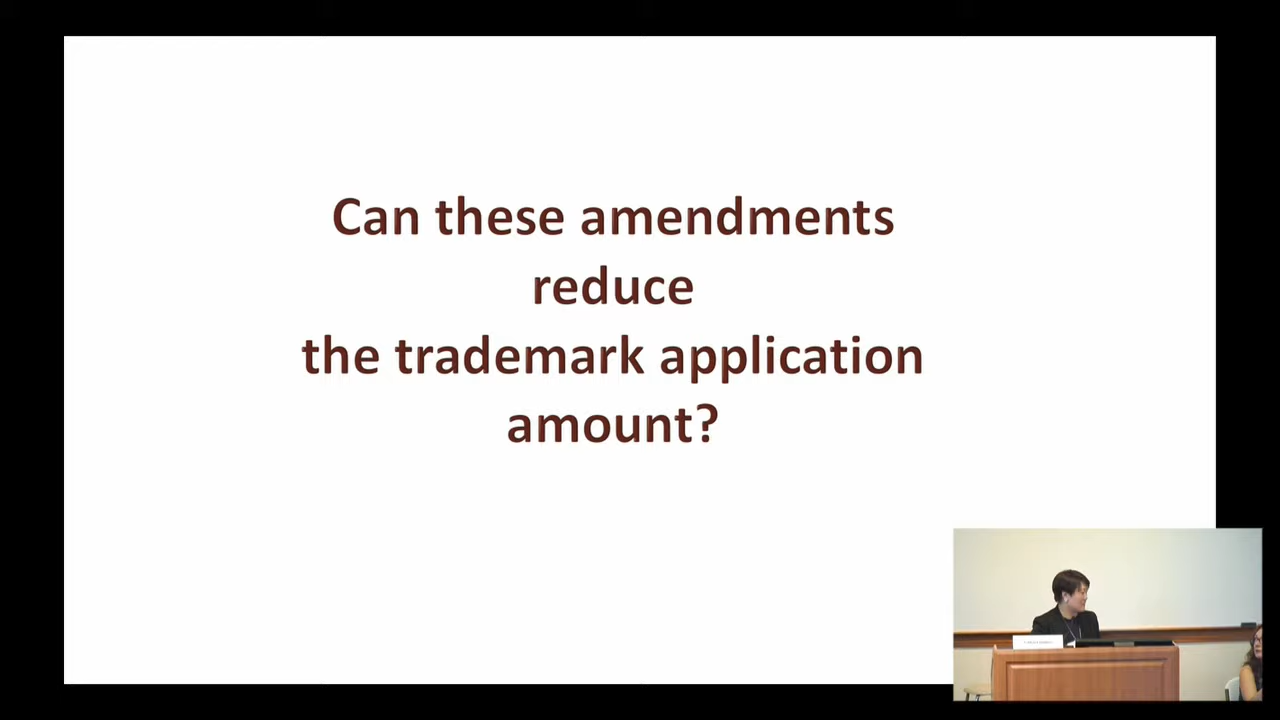 Can these amendments
reduce
the trademark application
amount?